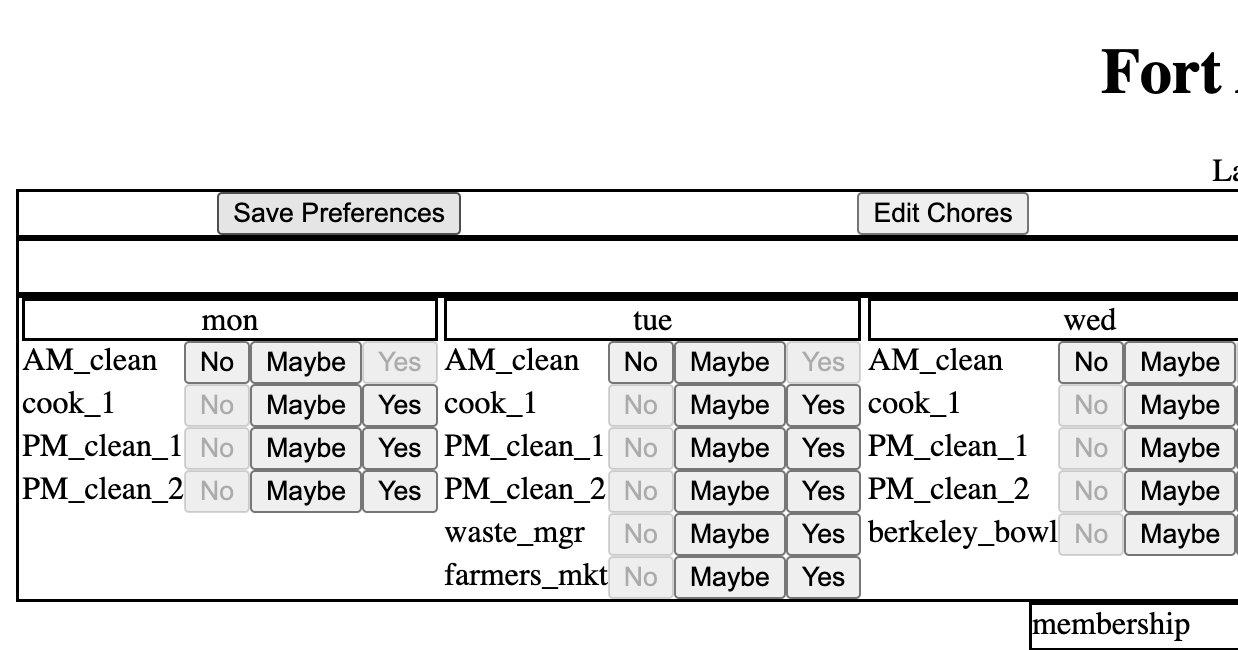 Fort
La
Save Preferences Edit Chores
mon tue wed
AM_clean No Maybe Yes AM_clean No Maybe Yes AM_clean No Maybe
cook_1 No Maybe Yes cook_1 No Maybe Yes cook_1 No Maybe
PM_clean_1 No Maybe Yes PM_clean_1 No Maybe Yes PM_clean_1 No Maybe
PM_clean_2 No Maybe Yes PM_clean_2 No Maybe Yes PM_clean_2 No Maybe
waste_mgr No Maybe Yes berkeley_bowl No Maybe
farmers_mkt No Maybe Yes
membership